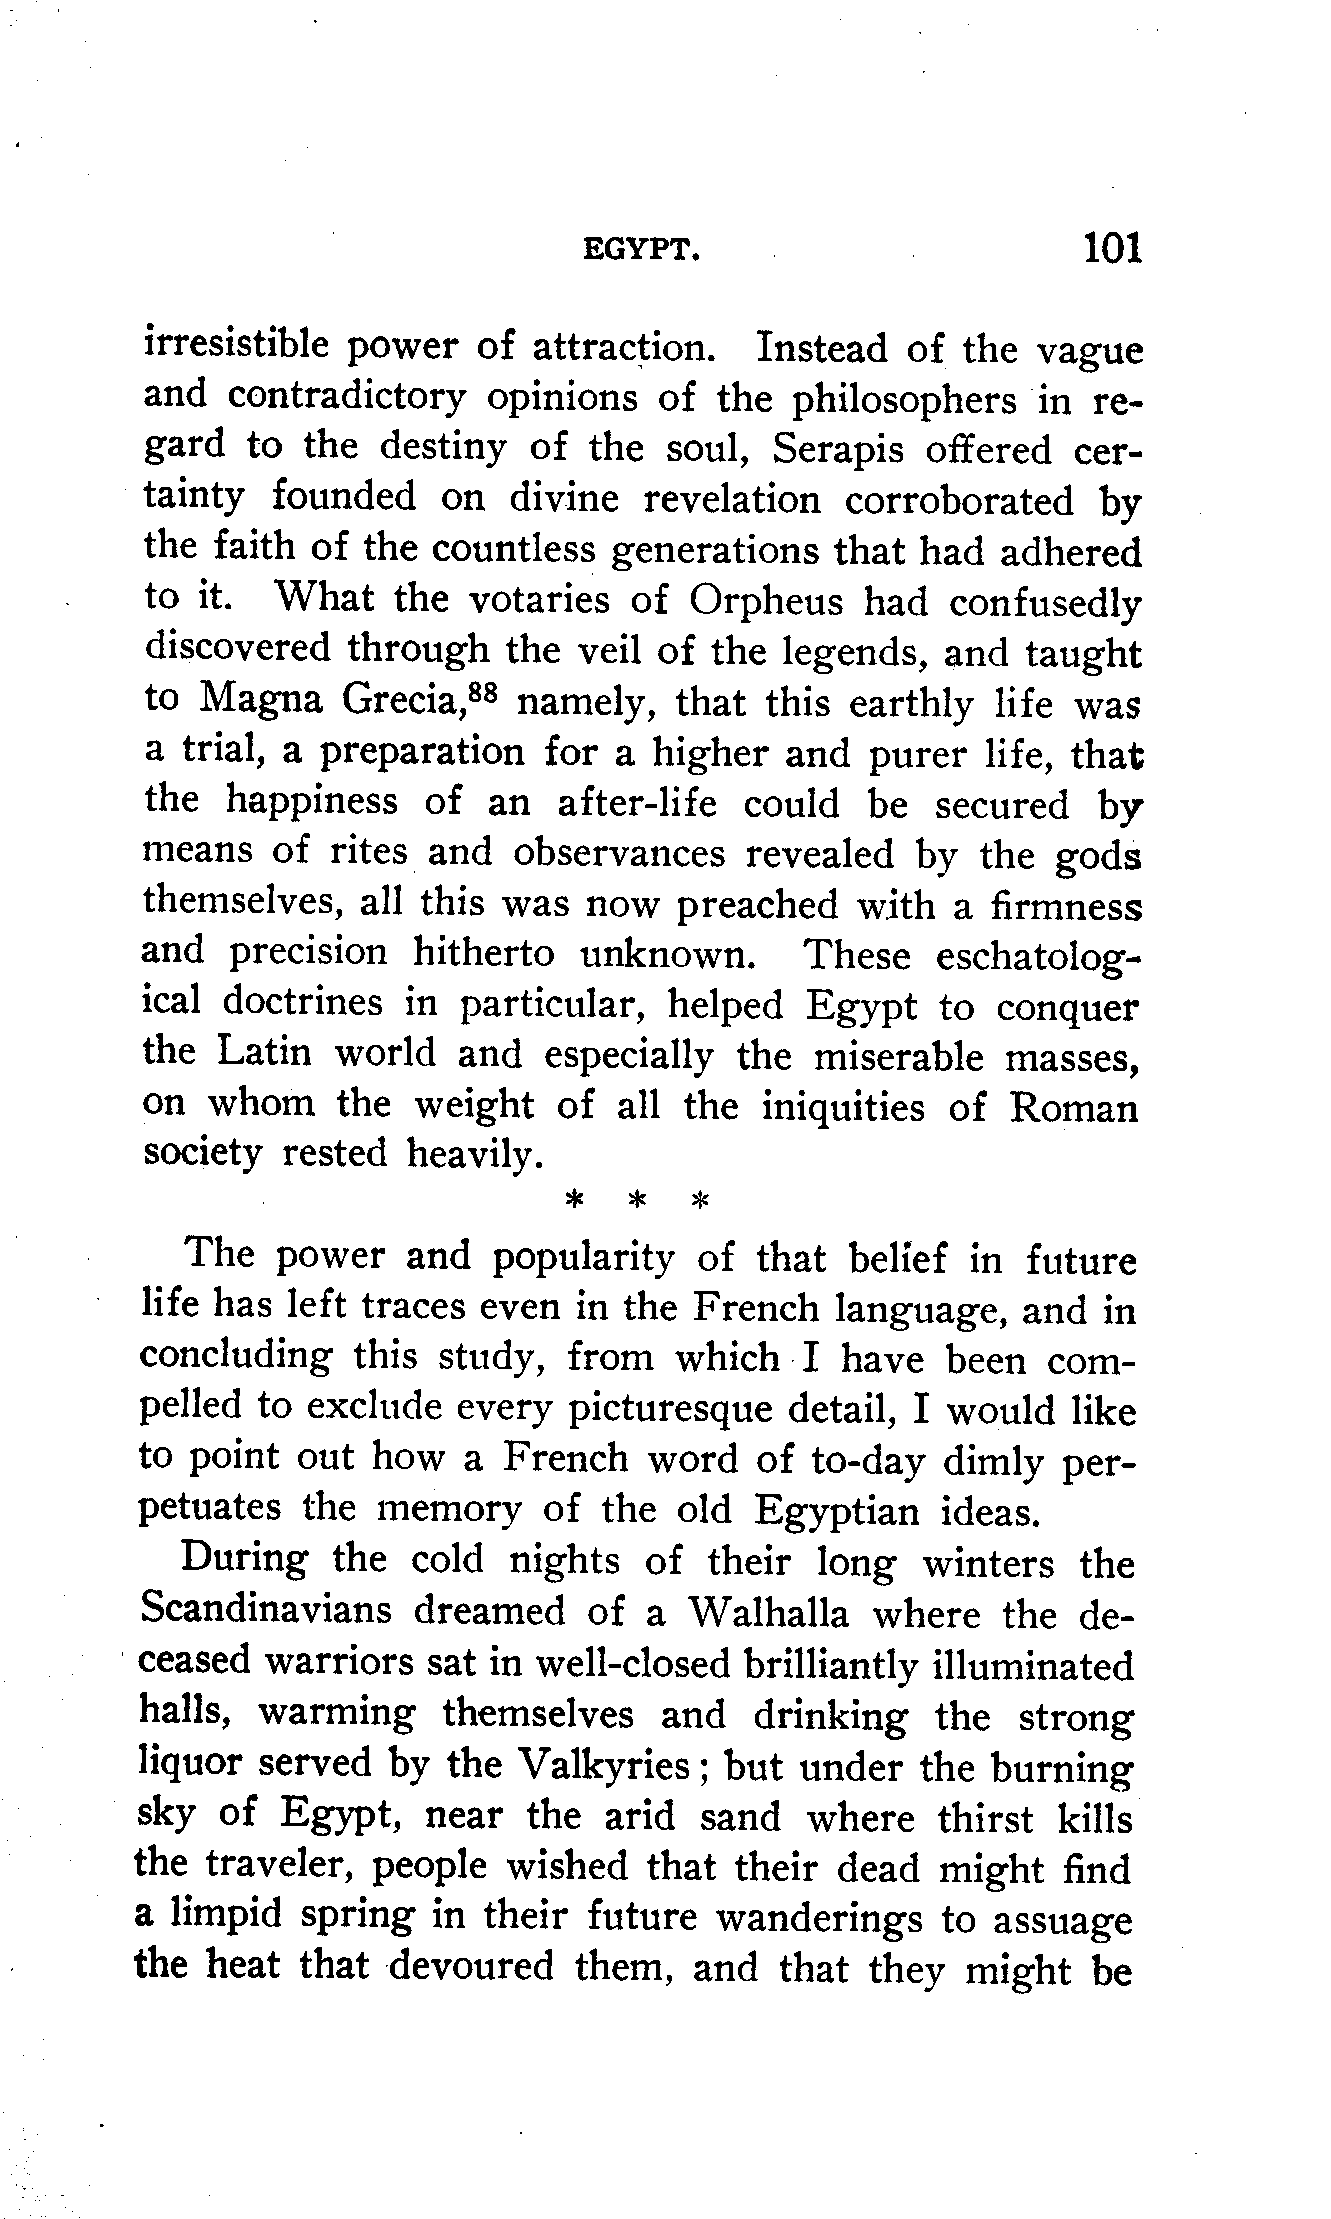 EGYPT. 101
irresistible power of attraction. Instead of the vague
and contradictory opinions of the philosophers in re-
gard to the destiny of the soul, Serapis offered cer-
tainty founded on divine revelation corroborated by
the faith of the countless generations that had adhered
to it. What the votaries of Orpheus had confusedly
discovered through the veil of the legends, and taught
to Magna Grecia,⁸⁸ namely, that this earthly life was
a trial, a preparation for a higher and purer life, that
the happiness of an after-life could be secured by
means of rites and observances revealed by the gods
themselves, all this was now preached with a firmness
and precision hitherto unknown. These eschatolog-
ical doctrines in particular, helped Egypt to conquer
the Latin world and especially the miserable masses,
on whom the weight of all the iniquities of Roman
society rested heavily.
* * *
The power and popularity of that belief in future
life has left traces even in the French language, and in
concluding this study, from which I have been com-
pelled to exclude every picturesque detail, I would like
to point out how a French word of to-day dimly per-
petuates the memory of the old Egyptian ideas.
During the cold nights of their long winters the
Scandinavians dreamed of a Walhalla where the de-
ceased warriors sat in well-closed brilliantly illuminated
halls, warming themselves and drinking the strong
liquor served by the Valkyries; but under the burning
sky of Egypt, near the arid sand where thirst kills
the traveler, people wished that their dead might find
a limpid spring in their future wanderings to assuage
the heat that devoured them, and that they might be